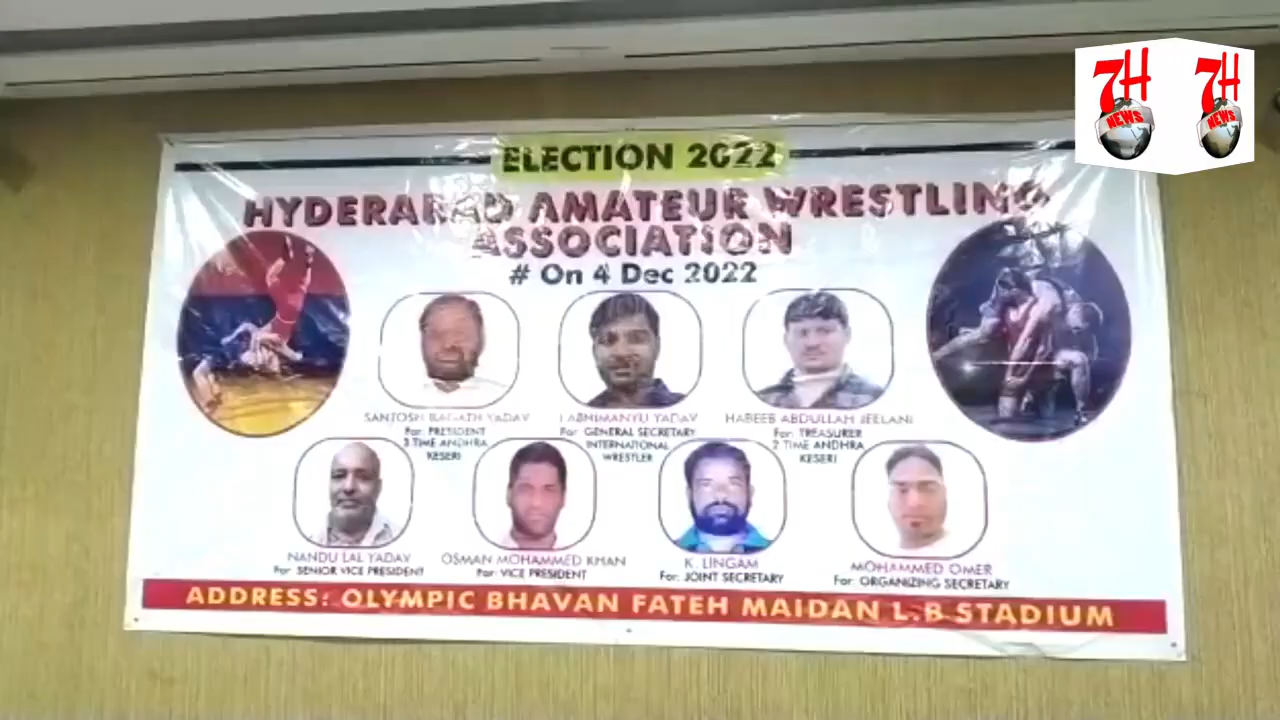 7H 7H
NEWS NEWS
ELECTION 2022
HYDERABAD AMATEUR WRESTLING
ASSOCIATION
# On 4 Dec 2022
SANTOSH YADAV ABHIMANYU YADAV HABEEB ABDULLAH JEELANI
For: PRETIDENT For: GENERAL SECRETARY For: TREASURER
3 TIME ANDHRA INTERNATIONAL 2 TIME ANDHRA
KESERI WRESTLER KESERI
NANDU LAL YADAV OSMAN MOHAMMED KHAN K. LINGAM MOHAMMED OMER
For: SENIOR VICE PRESIDENT For: VICE PRESIDENT For: JOINT SECRETARY For: ORGANIZING SECRETARY
ADDRESS: OLYMPIC BHAVAN FATEH MAIDAN L.B STADIUM